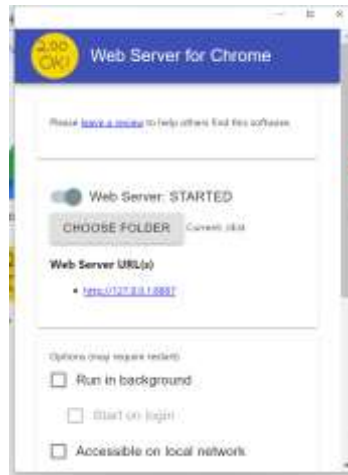 200 OK!
Web Server for Chrome
Please leave a review to help others find this software.
Web Server: STARTED
CHOOSE FOLDER Current: /dist
Web Server URL(s)
http://127.0.0.1:8887
Options (may require restart)
Run in background
Start on login
Accessible on local network